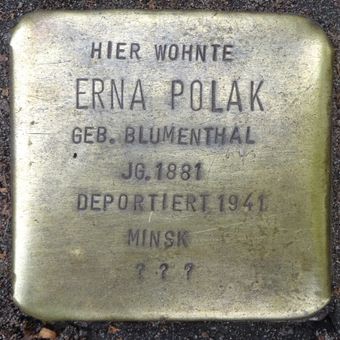 HIER WOHNTE
ERNA POLAK
GEB. BLUMENTHAL
JG. 1881
DEPORTIERT 1941
MINSK
? ? ?